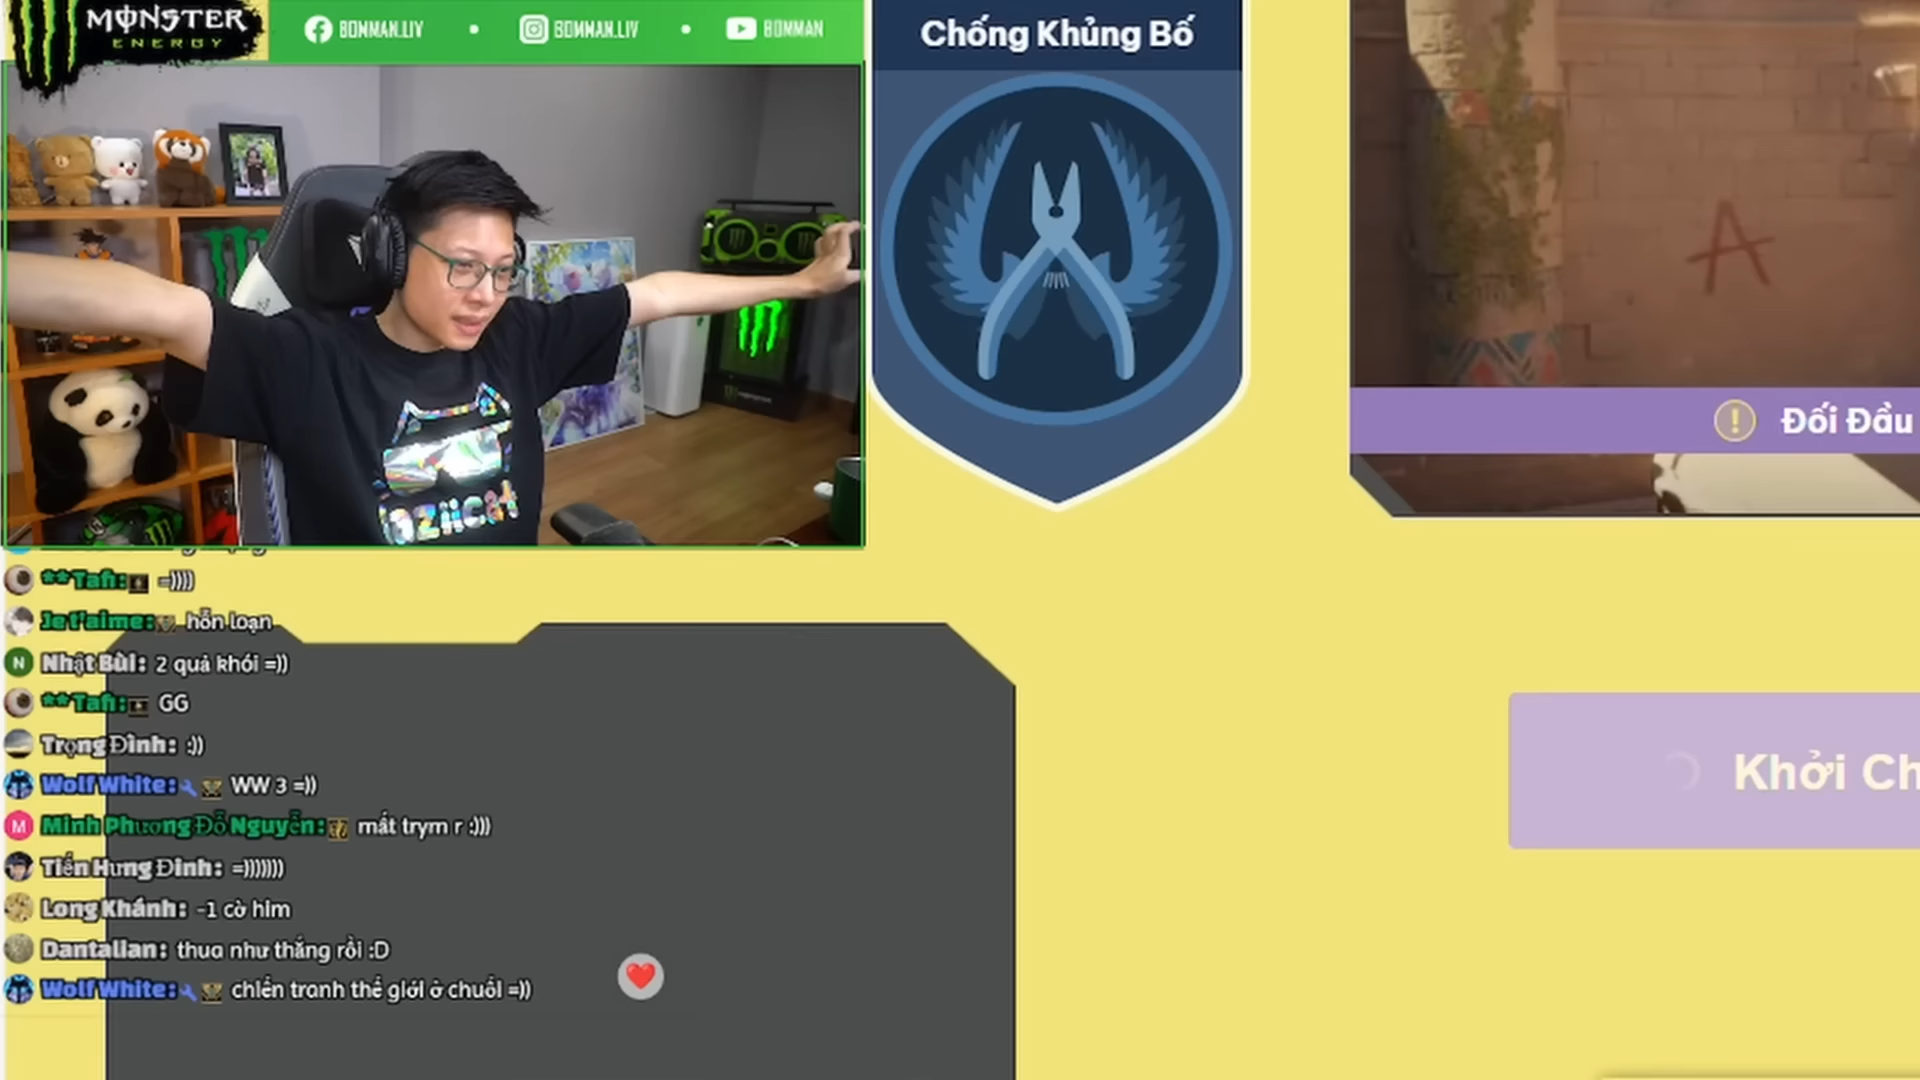 MONSTER
ENERGY
BOMMAN.LIV
BOMMAN.LIV
BOMMAN
Chống Khủng Bố
A
Đối Đầu
**Tafi: =))))
Je t'aime: hỗn loạn
Nhật Bùi: 2 quả khói =))
**Tafi: GG
Trọng Đình: :))
Wolf White: WW 3 =))
Minh Phương Đỗ Nguyễn: mất trym r :)))
Tiến Hưng Đinh: =)))))))
Long Khánh: -1 cờ him
Dantalian: thua như thắng rồi :D
Wolf White: chiến tranh thế giới ở chuối =))
Khởi Ch